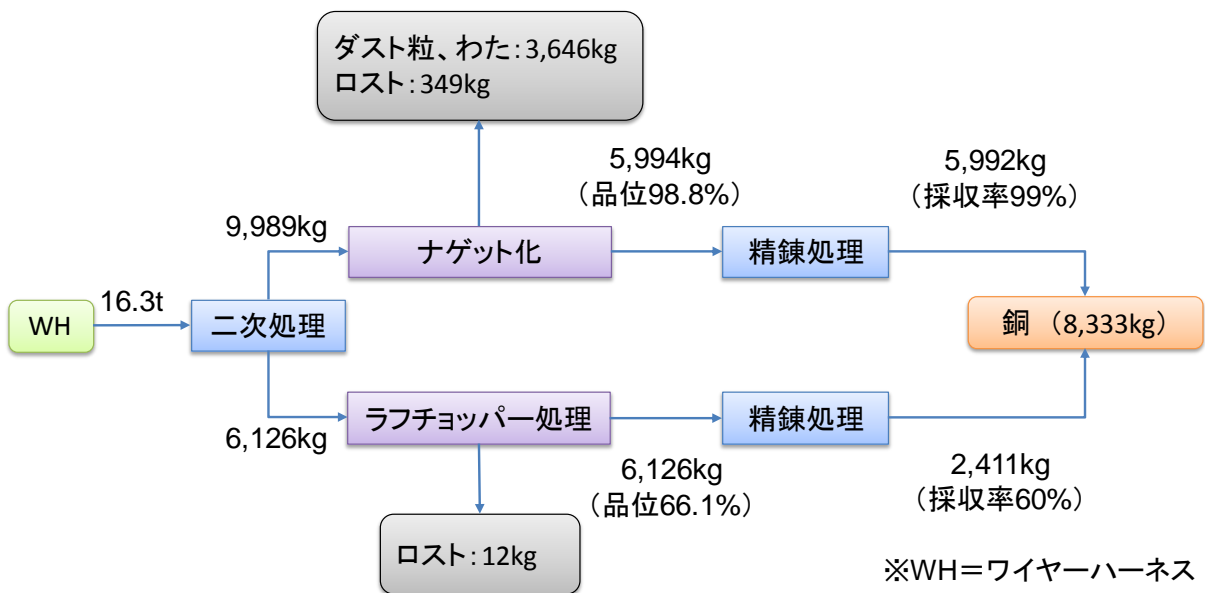 ダスト粒、わた：3,646kg
ロスト：349kg
5,994kg
（品位98.8%）
5,992kg
（採収率99%）
9,989kg
ナゲット化
精錬処理
WH
16.3t
二次処理
銅 （8,333kg）
ラフチョッパー処理
精錬処理
6,126kg
6,126kg
（品位66.1%）
2,411kg
（採収率60%）
ロスト：12kg
※WH＝ワイヤーハーネス